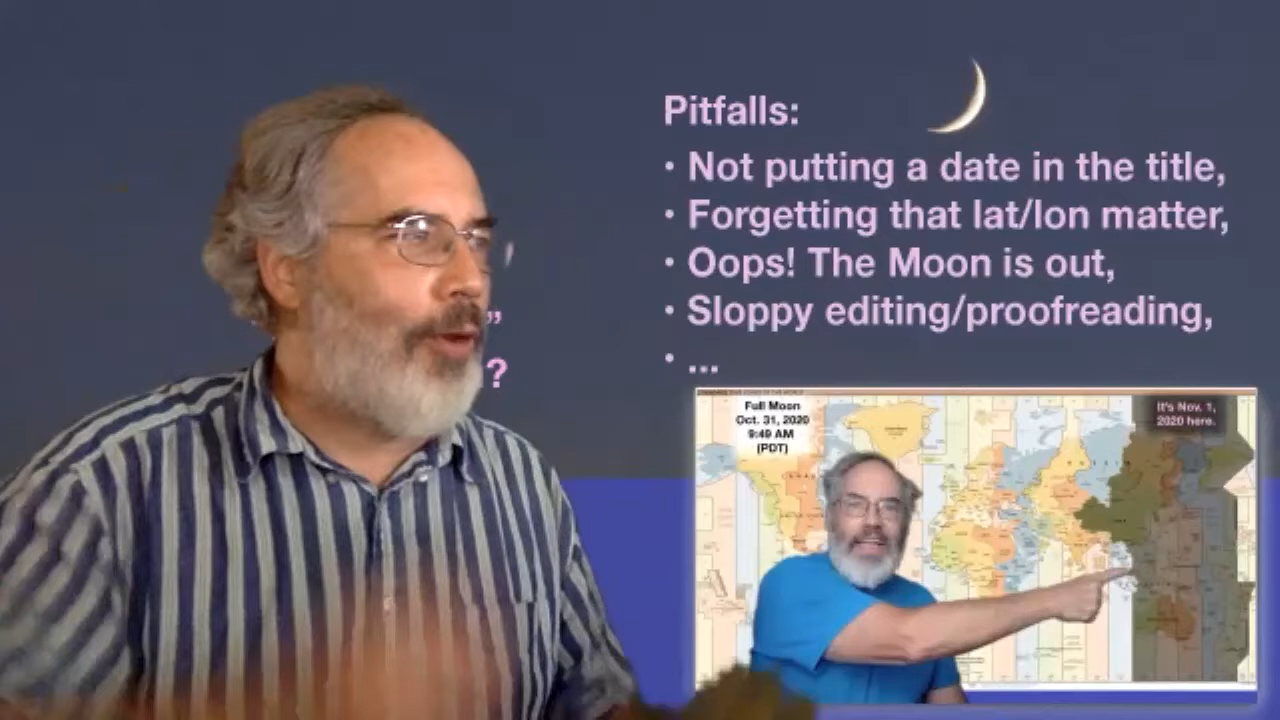 Pitfalls:
• Not putting a date in the title,
• Forgetting that lat/lon matter,
• Oops! The Moon is out,
• Sloppy editing/proofreading,
• ...
”
?
Full Moon
Oct. 31, 2020
9:49 AM
(PDT)
It's Nov. 1,
2020 here.